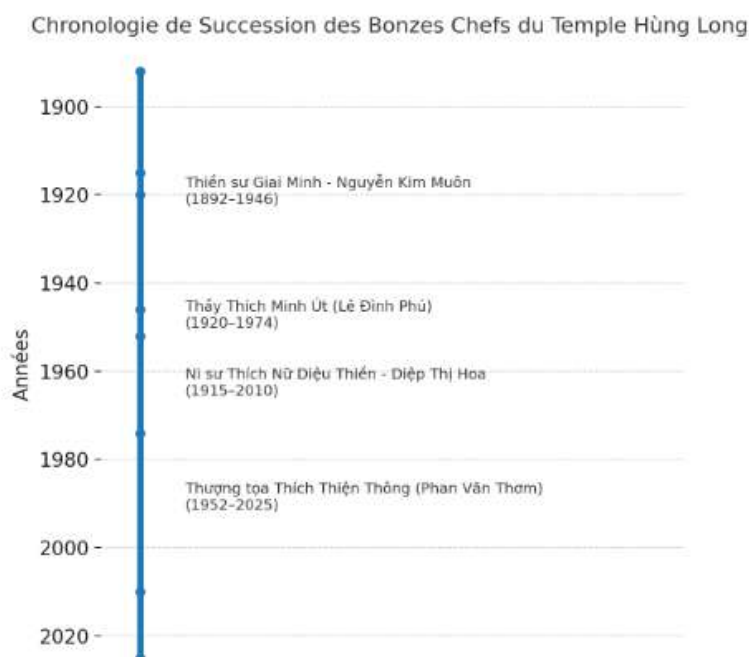 Chronologie de Succession des Bonzes Chefs du Temple Hùng Long
1900
Thiền sư Giai Minh - Nguyễn Kim Muôn
1920
(1892–1946)
1940
Thầy Thích Minh Út (Lê Đình Phú)
(1920–1974)
Années
1960
Ni sư Thích Nữ Diệu Thiền - Diệp Thị Hoa
(1915–2010)
1980
Thượng tọa Thích Thiện Thông (Phan Văn Thơm)
(1952–2025)
2000
2020